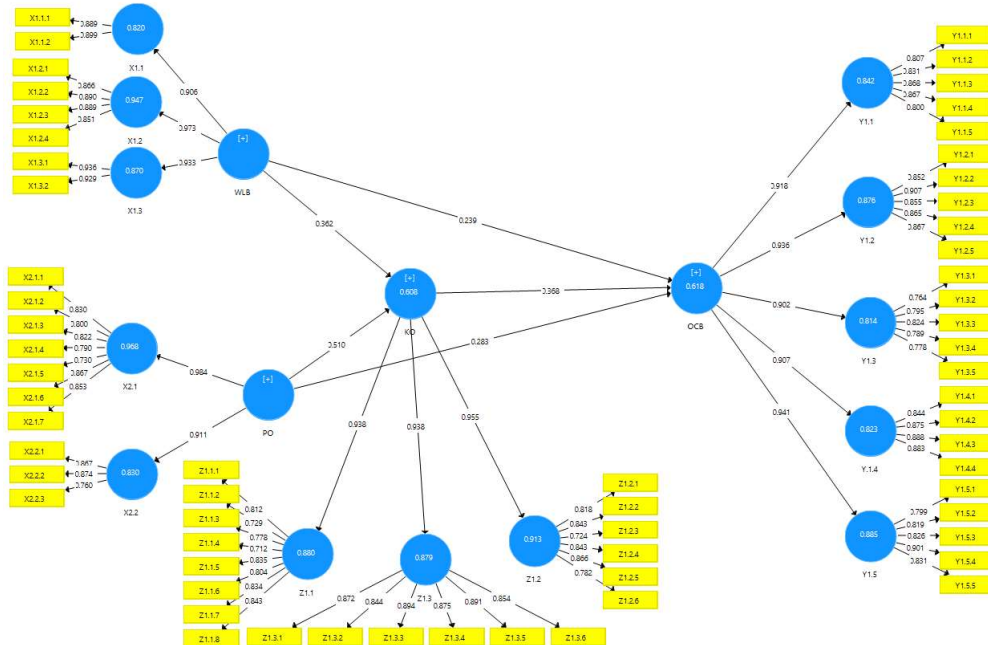 X1.1.1
X1.1.2
0.889
0.899
0.820
X1.1
X1.2.1
X1.2.2
X1.2.3
X1.2.4
0.866
0.890
0.889
0.851
0.947
X1.2
X1.3.1
X1.3.2
0.936
0.929
0.870
X1.3
0.906
0.973
0.933
[+]
WLB
0.362
0.239
X2.1.1
X2.1.2
X2.1.3
X2.1.4
X2.1.5
X2.1.6
X2.1.7
0.830
0.800
0.822
0.790
0.730
0.867
0.853
0.968
X2.1
X2.2.1
X2.2.2
X2.2.3
0.867
0.874
0.760
0.830
X2.2
0.984
0.911
[+]
PO
0.510
0.283
[+]
0.608
KO
0.368
0.938
0.938
0.955
Z1.1.1
Z1.1.2
Z1.1.3
Z1.1.4
Z1.1.5
Z1.1.6
Z1.1.7
Z1.1.8
0.812
0.729
0.778
0.712
0.835
0.804
0.834
0.843
0.880
Z1.1
0.879
Z1.3
0.872
0.844
0.894
0.875
0.891
0.854
Z1.3.1
Z1.3.2
Z1.3.3
Z1.3.4
Z1.3.5
Z1.3.6
0.913
Z1.2
0.818
0.843
0.724
0.843
0.866
0.782
Z1.2.1
Z1.2.2
Z1.2.3
Z1.2.4
Z1.2.5
Z1.2.6
[+]
0.618
OCB
0.918
0.936
0.902
0.907
0.941
0.842
Y1.1
0.807
0.831
0.868
0.867
0.800
Y1.1.1
Y1.1.2
Y1.1.3
Y1.1.4
Y1.1.5
0.876
Y1.2
0.852
0.907
0.855
0.865
0.867
Y1.2.1
Y1.2.2
Y1.2.3
Y1.2.4
Y1.2.5
0.814
Y1.3
0.764
0.795
0.824
0.789
0.778
Y1.3.1
Y1.3.2
Y1.3.3
Y1.3.4
Y1.3.5
0.823
Y.1.4
0.844
0.875
0.888
0.883
Y1.4.1
Y1.4.2
Y1.4.3
Y1.4.4
0.885
Y1.5
0.799
0.819
0.826
0.901
0.831
Y1.5.1
Y1.5.2
Y1.5.3
Y1.5.4
Y1.5.5